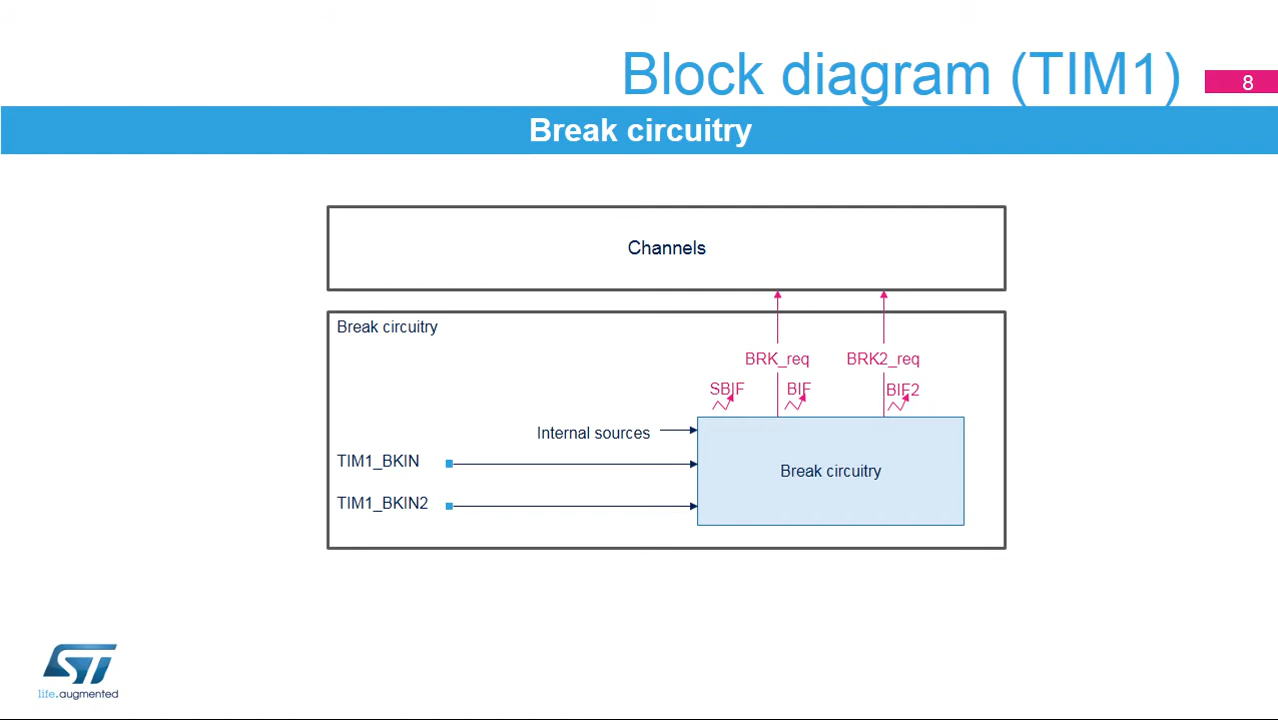 Block diagram (TIM1)
8
Break circuitry
Channels
Break circuitry
BRK_req
BRK2_req
SBIF
BIF
BIF2
Internal sources
TIM1_BKIN
Break circuitry
TIM1_BKIN2
ST
life.augmented